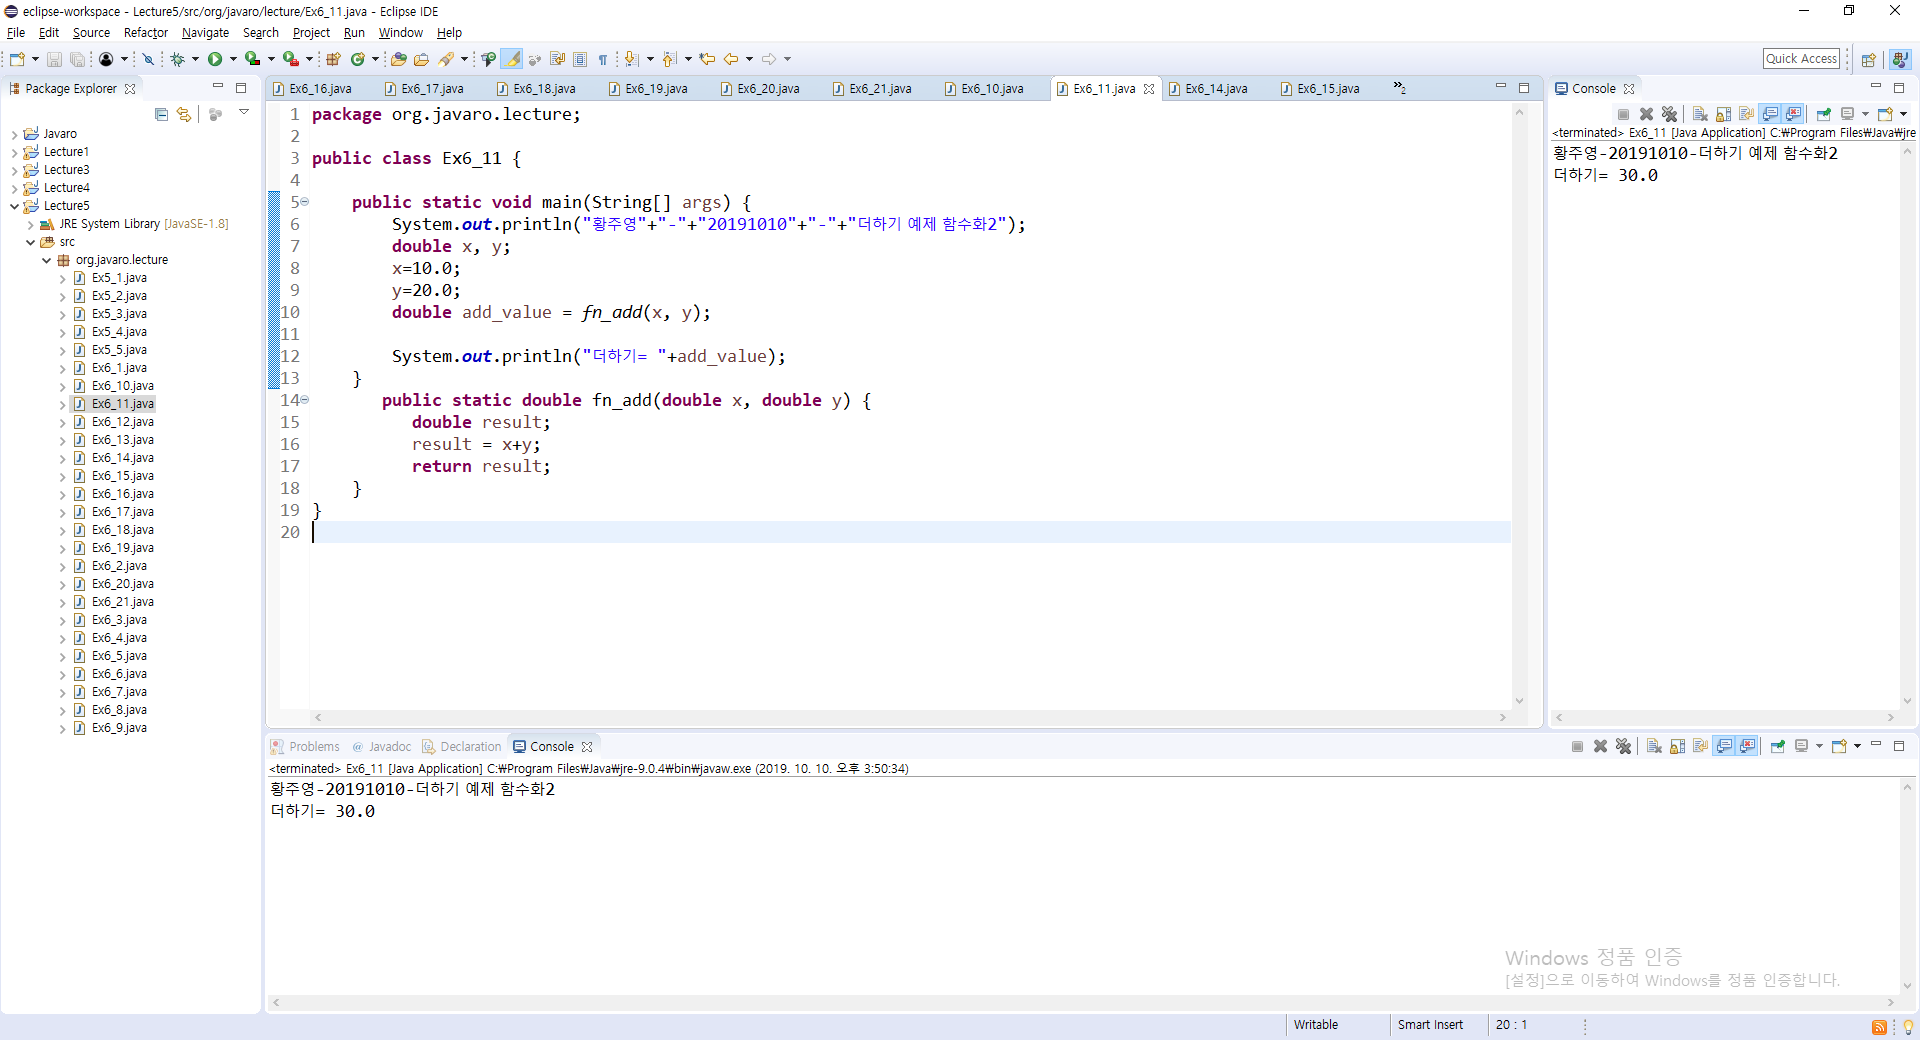 eclipse-workspace - Lecture5/src/org/javaro/lecture/Ex6_11.java - Eclipse IDE
File Edit Source Refactor Navigate Search Project Run Window Help
Quick Access
Package Explorer
Javaro
Lecture1
Lecture3
Lecture4
Lecture5
JRE System Library [JavaSE-1.8]
src
org.javaro.lecture
Ex5_1.java
Ex5_2.java
Ex5_3.java
Ex5_4.java
Ex5_5.java
Ex6_1.java
Ex6_10.java
Ex6_11.java
Ex6_12.java
Ex6_13.java
Ex6_14.java
Ex6_15.java
Ex6_16.java
Ex6_17.java
Ex6_18.java
Ex6_19.java
Ex6_2.java
Ex6_20.java
Ex6_21.java
Ex6_3.java
Ex6_4.java
Ex6_5.java
Ex6_6.java
Ex6_7.java
Ex6_8.java
Ex6_9.java
Ex6_16.java Ex6_17.java Ex6_18.java Ex6_19.java Ex6_20.java Ex6_21.java Ex6_10.java Ex6_11.java Ex6_14.java Ex6_15.java »2
1 package org.javaro.lecture;
2
3 public class Ex6_11 {
4
5 public static void main(String[] args) {
6 System.out.println("황주영"+"-"+"20191010"+"-"+"더하기 예제 함수화2");
7 double x, y;
8 x=10.0;
9 y=20.0;
10 double add_value = fn_add(x, y);
11
12 System.out.println("더하기= "+add_value);
13 }
14 public static double fn_add(double x, double y) {
15 double result;
16 result = x+y;
17 return result;
18 }
19 }
20
Console
<terminated> Ex6_11 [Java Application] C:₩Program Files₩Java₩jre
황주영-20191010-더하기 예제 함수화2
더하기= 30.0
Problems @ Javadoc Declaration Console
<terminated> Ex6_11 [Java Application] C:₩Program Files₩Java₩jre-9.0.4₩bin₩javaw.exe (2019. 10. 10. 오후 3:50:34)
황주영-20191010-더하기 예제 함수화2
더하기= 30.0
Windows 정품 인증
[설정]으로 이동하여 Windows를 정품 인증합니다.
Writable Smart Insert 20 : 1